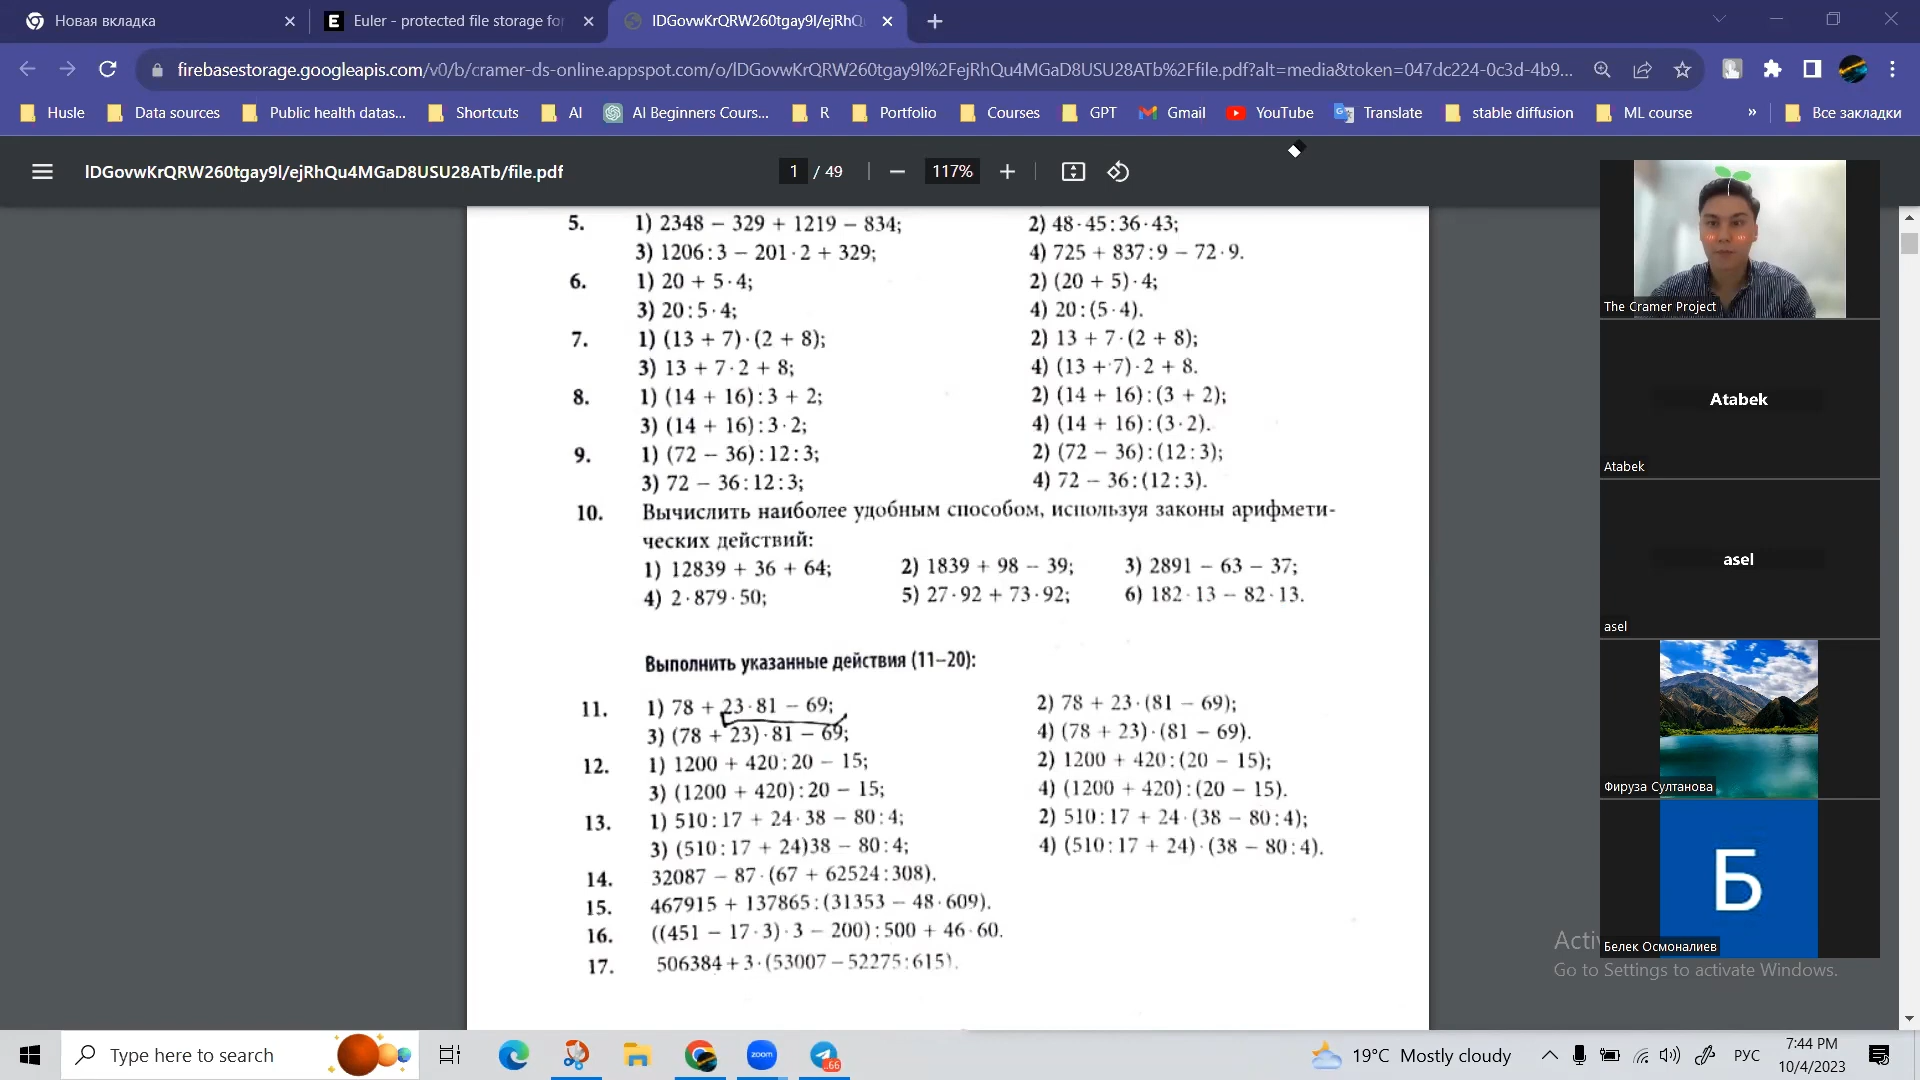 Новая вкладка
Euler - protected file storage for
lDGovwKrQRW260tgay9l/ejRhQ
firebasestorage.googleapis.com/v0/b/cramer-ds-online.appspot.com/o/lDGovwKrQRW260tgay9l%2FejRhQu4MGaD8USU28ATb%2Ffile.pdf?alt=media&token=047dc224-0c3d-4b9...
Husle Data sources Public health datas... Shortcuts AI AI Beginners Cours... R Portfolio Courses GPT Gmail YouTube Translate stable diffusion ML course » Все закладки
lDGovwKrQRW260tgay9l/ejRhQu4MGaD8USU28ATb/file.pdf 1 / 49 117%
5. 1) 2348 − 329 + 1219 − 834; 2) 48·45:36·43;
3) 1206:3 − 201·2 + 329; 4) 725 + 837:9 − 72·9.
6. 1) 20 + 5·4; 2) (20 + 5)·4;
3) 20:5·4; 4) 20:(5·4).
7. 1) (13 + 7)·(2 + 8); 2) 13 + 7·(2 + 8);
3) 13 + 7·2 + 8; 4) (13 + 7)·2 + 8.
8. 1) (14 + 16):3 + 2; 2) (14 + 16):(3 + 2);
3) (14 + 16):3·2; 4) (14 + 16):(3·2).
9. 1) (72 − 36):12:3; 2) (72 − 36):(12:3);
3) 72 − 36:12:3; 4) 72 − 36:(12:3).
10. Вычислить наиболее удобным способом, используя законы арифмети-
ческих действий:
1) 12839 + 36 + 64; 2) 1839 + 98 − 39; 3) 2891 − 63 − 37;
4) 2·879·50; 5) 27·92 + 73·92; 6) 182·13 − 82·13.
Выполнить указанные действия (11–20):
11. 1) 78 + 23·81 − 69; 2) 78 + 23·(81 − 69);
3) (78 + 23)·81 − 69; 4) (78 + 23)·(81 − 69).
12. 1) 1200 + 420:20 − 15; 2) 1200 + 420:(20 − 15);
3) (1200 + 420):20 − 15; 4) (1200 + 420):(20 − 15).
13. 1) 510:17 + 24·38 − 80:4; 2) 510:17 + 24·(38 − 80:4);
3) (510:17 + 24)38 − 80:4; 4) (510:17 + 24)·(38 − 80:4).
14. 32087 − 87·(67 + 62524:308).
15. 467915 + 137865:(31353 − 48·609).
16. ((451 − 17·3)·3 − 200):500 + 46·60.
17. 506384+3·(53007−52275:615).
The Cramer Project
Atabek
Atabek
asel
asel
Фируза Султанова
Б
Белек Осмоналиев
Go to Settings to activate Windows.
Type here to search
zoom
66
19°C Mostly cloudy
РУС
7:44 PM
10/4/2023